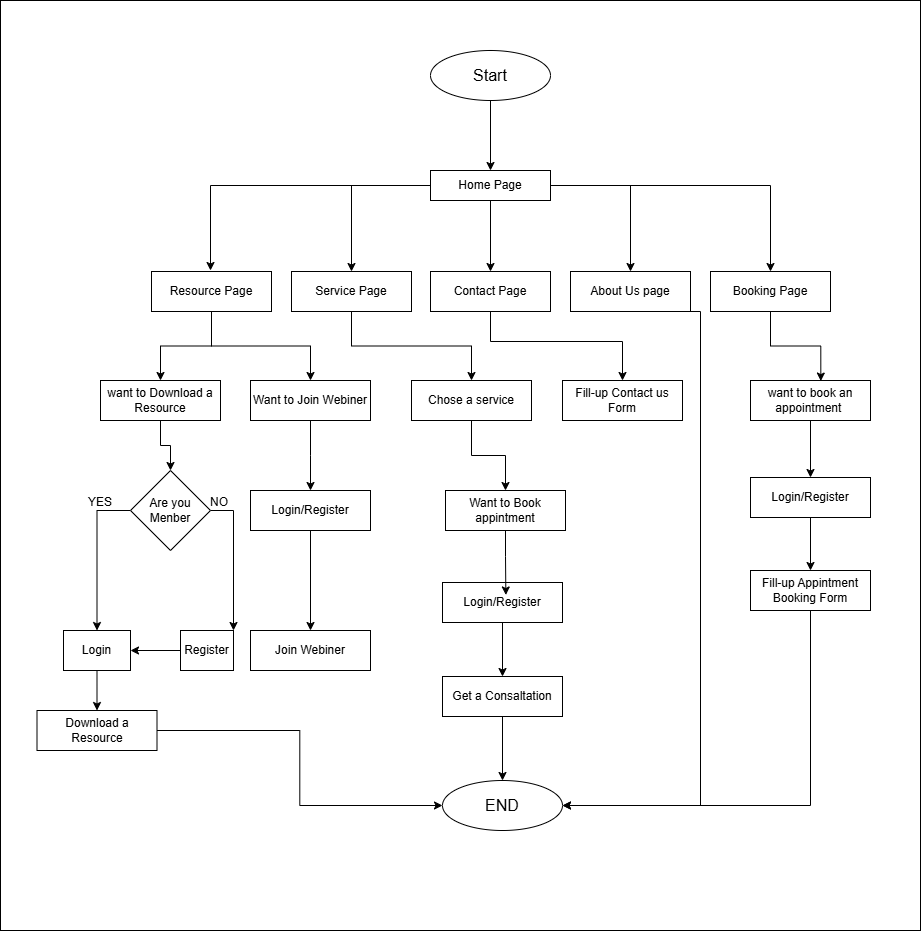 Start
Home Page
Resource Page
Service Page
Contact Page
About Us page
Booking Page
want to Download a
Resource
Want to Join Webiner
Chose a service
Fill-up Contact us
Form
want to book an
appointment
YES
Are you
Menber
NO
Login/Register
Want to Book
appintment
Login/Register
Login/Register
Fill-up Appintment
Booking Form
Login
Register
Join Webiner
Get a Consaltation
Download a
Resource
END